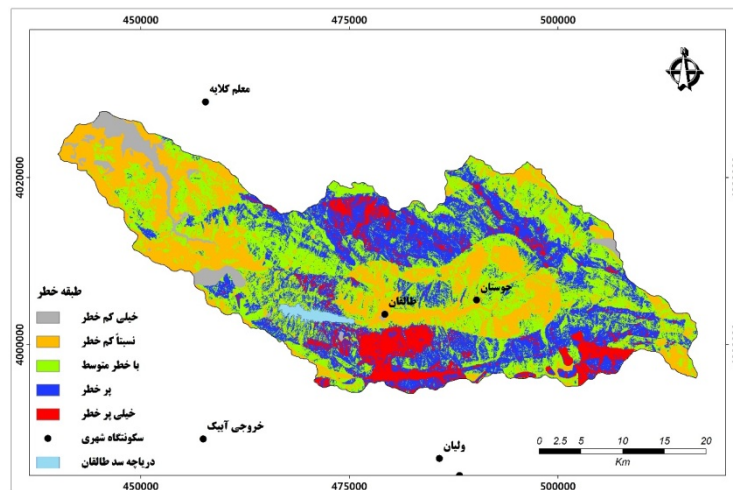 450000 475000 500000
معلم کلایه
4020000
طبقه خطر
خیلی کم خطر
نسبتاً کم خطر
با خطر متوسط
پر خطر
خیلی پر خطر
سکونتگاه شهری
دریاچه سد طالقان
جوستان
طالقان
4000000
خروجی آبیک
ولیان
0 2.5 5 10 15 20
Km
450000 475000 500000